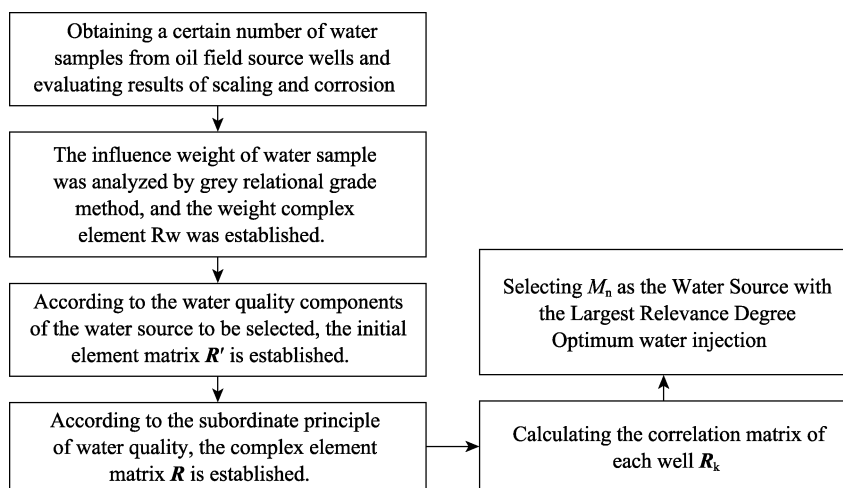 Obtaining a certain number of water
samples from oil field source wells and
evaluating results of scaling and corrosion
The influence weight of water sample
was analyzed by grey relational grade
method, and the weight complex
element Rw was established.
According to the water quality components
of the water source to be selected, the initial
element matrix R′ is established.
According to the subordinate principle
of water quality, the complex element
matrix R is established.
Calculating the correlation matrix of
each well Rk
Selecting Mn as the Water Source with
the Largest Relevance Degree
Optimum water injection